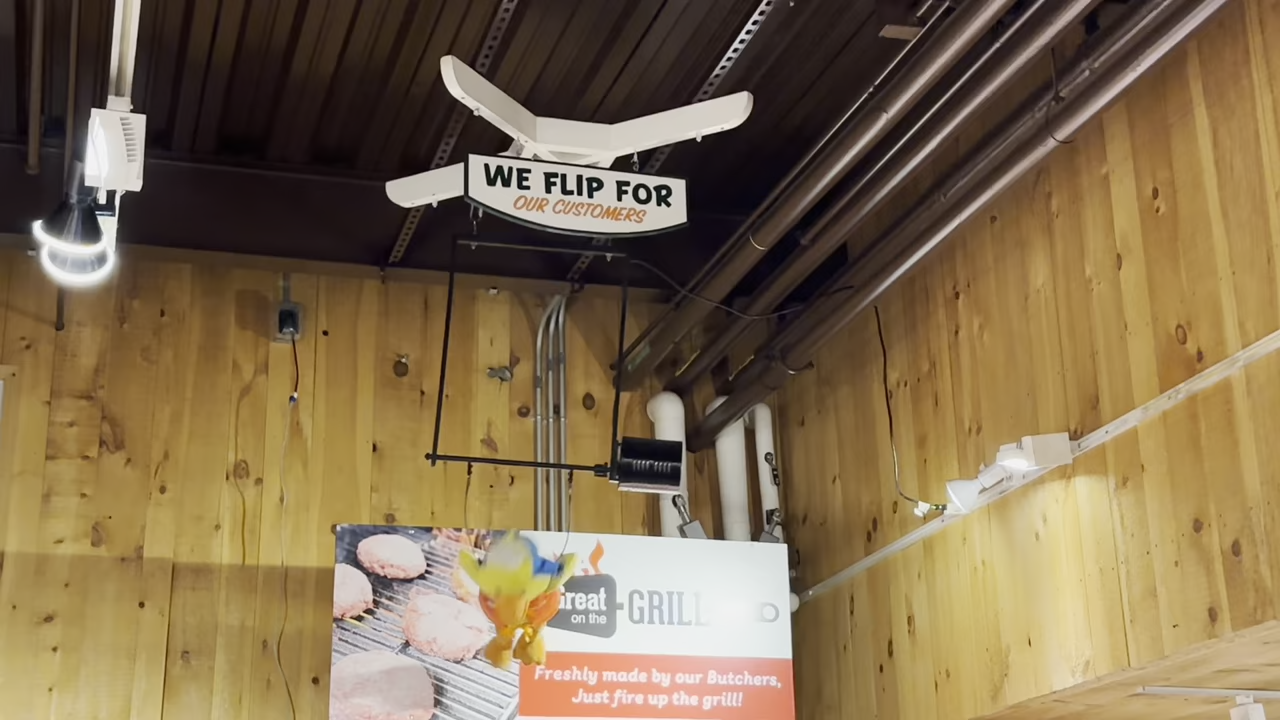 WE FLIP FOR
OUR CUSTOMERS
Great
on the
GRILL
Freshly made by our Butchers,
Just fire up the grill!